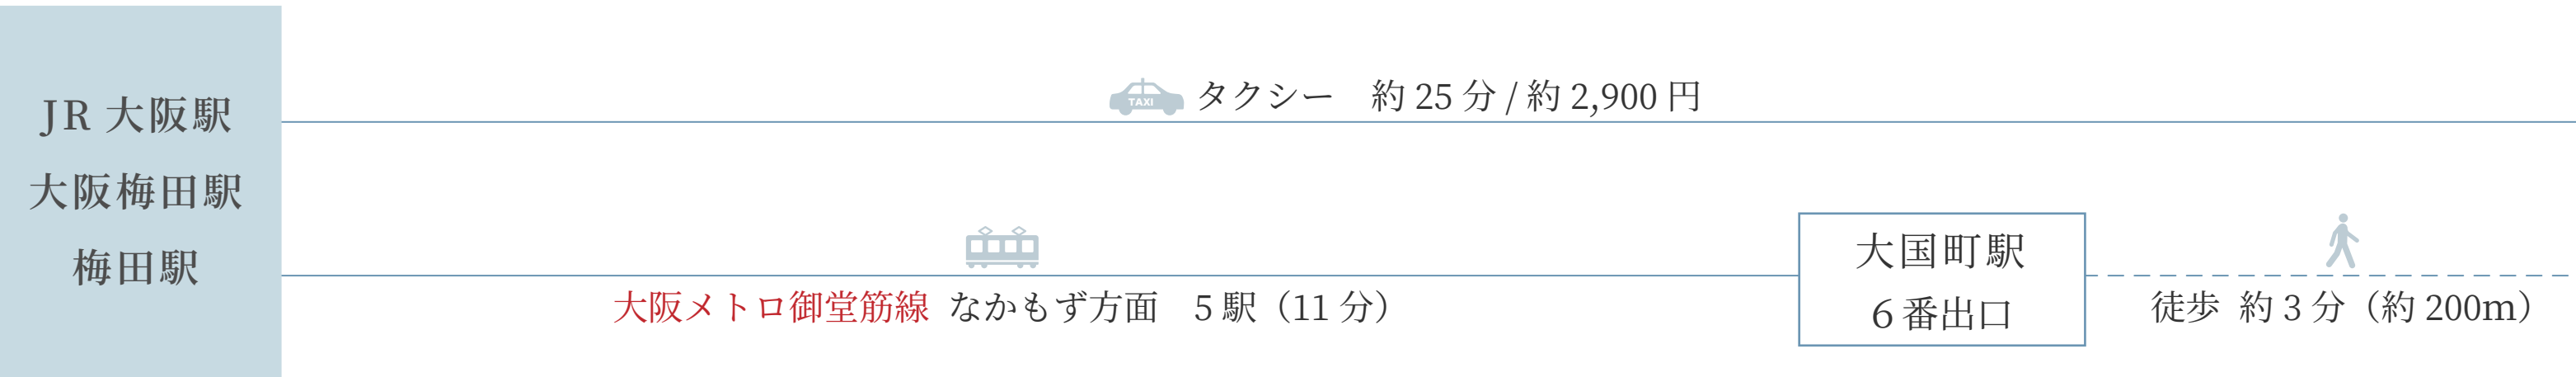 JR 大阪駅
大阪梅田駅
梅田駅
TAXI
タクシー　約 25 分 / 約 2,900 円
大阪メトロ御堂筋線 なかもず方面　5 駅（11 分）
大国町駅
６番出口
徒歩 約 3 分（約 200m）